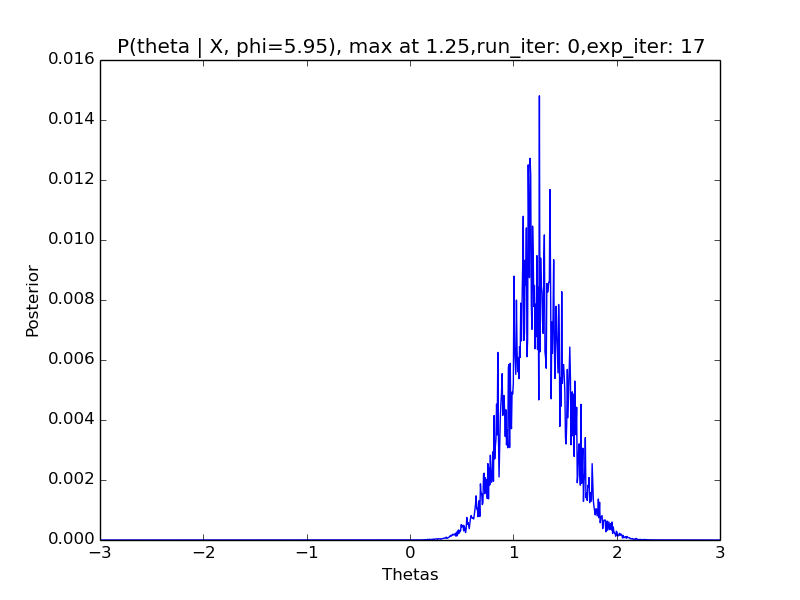 P(theta | X, phi=5.95), max at 1.25,run_iter: 0,exp_iter: 17
0.016
0.014
0.012
0.010
0.008
0.006
0.004
0.002
0.000
Posterior
−3 −2 −1 0 1 2 3
Thetas